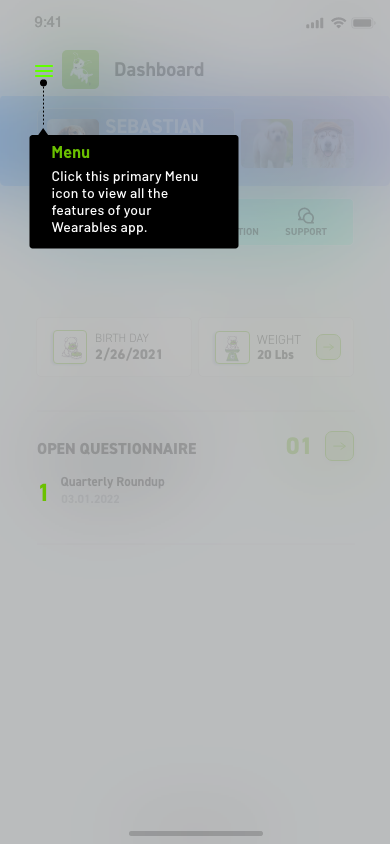 9:41
Dashboard
SEBASTIAN
Menu
Click this primary Menu
icon to view all the
features of your
Wearables app.
TION
SUPPORT
BIRTH DAY
2/26/2021
WEIGHT
20 Lbs
OPEN QUESTIONNAIRE
01
1
Quarterly Roundup
03.01.2022